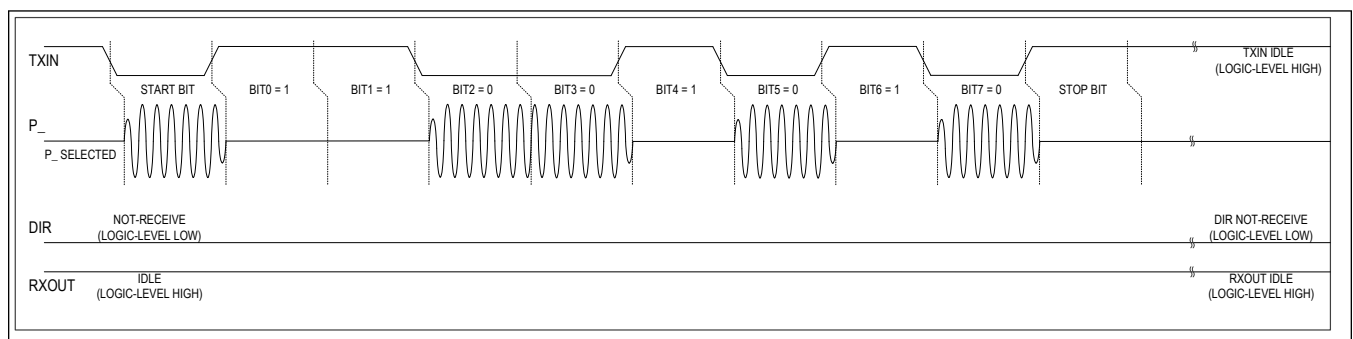 TXIN
TXIN IDLE
(LOGIC-LEVEL HIGH)
START BIT
BIT0 = 1
BIT1 = 1
BIT2 = 0
BIT3 = 0
BIT4 = 1
BIT5 = 0
BIT6 = 1
BIT7 = 0
STOP BIT
P_
P_ SELECTED
DIR
NOT-RECEIVE
(LOGIC-LEVEL LOW)
DIR NOT-RECEIVE
(LOGIC-LEVEL LOW)
RXOUT
IDLE
(LOGIC-LEVEL HIGH)
RXOUT IDLE
(LOGIC-LEVEL HIGH)